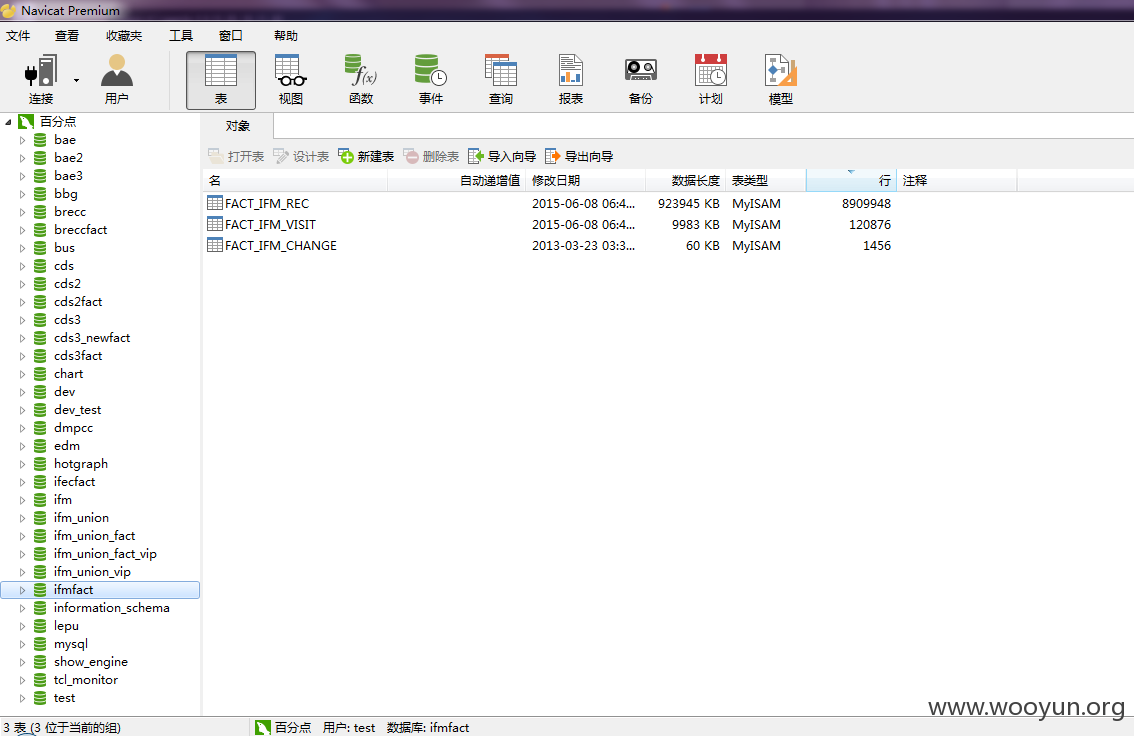 Navicat Premium
文件 查看 收藏夹 工具 窗口 帮助
连接 用户 表 视图 函数 事件 查询 报表 备份 计划 模型
百分点
bae
bae2
bae3
bbg
brecc
breccfact
bus
cds
cds2
cds2fact
cds3
cds3_newfact
cds3fact
chart
dev
dev_test
dmpcc
edm
hotgraph
ifecfact
ifm
ifm_union
ifm_union_fact
ifm_union_fact_vip
ifm_union_vip
ifmfact
information_schema
lepu
mysql
show_engine
tcl_monitor
test
对象
打开表 设计表 新建表 删除表 导入向导 导出向导
名 自动递增值 修改日期 数据长度 表类型 行 注释
FACT_IFM_REC 2015-06-08 06:4... 923945 KB MyISAM 8909948
FACT_IFM_VISIT 2015-06-08 06:4... 9983 KB MyISAM 120876
FACT_IFM_CHANGE 2013-03-23 03:3... 60 KB MyISAM 1456
www.wooyun.org
3 表 (3 位于当前的组) 百分点 用户: test 数据库: ifmfact